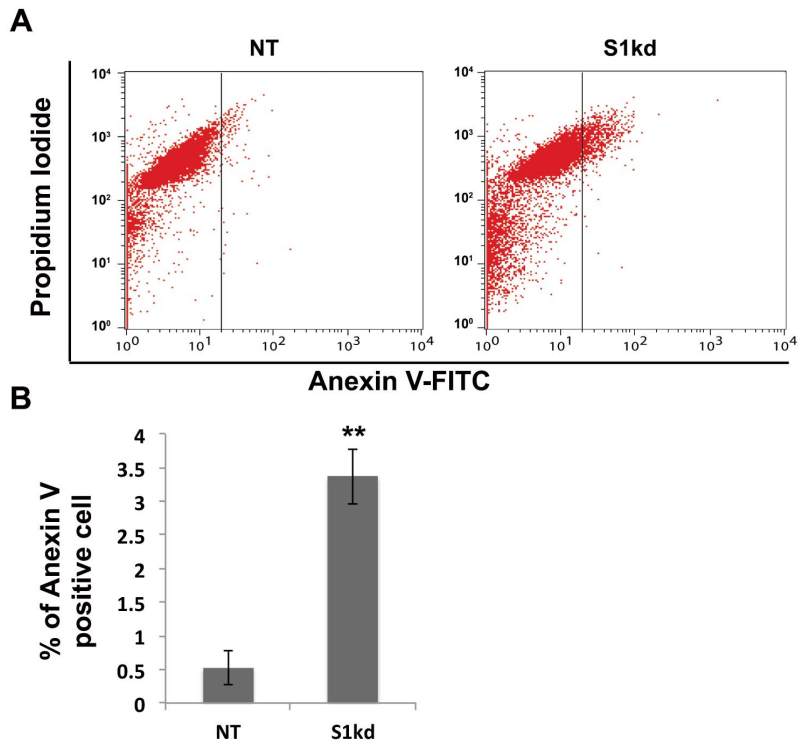 A
NT
S1kd
Propidium Iodide
10⁴
10³
10²
10¹
10⁰
10⁰ 10¹ 10² 10³ 10⁴
10⁴
10³
10²
10¹
10⁰
10⁰ 10¹ 10² 10³ 10⁴
Anexin V-FITC
B
% of Anexin V
positive cell
4
3.5
3
2.5
2
1.5
1
0.5
0
**
NT
S1kd